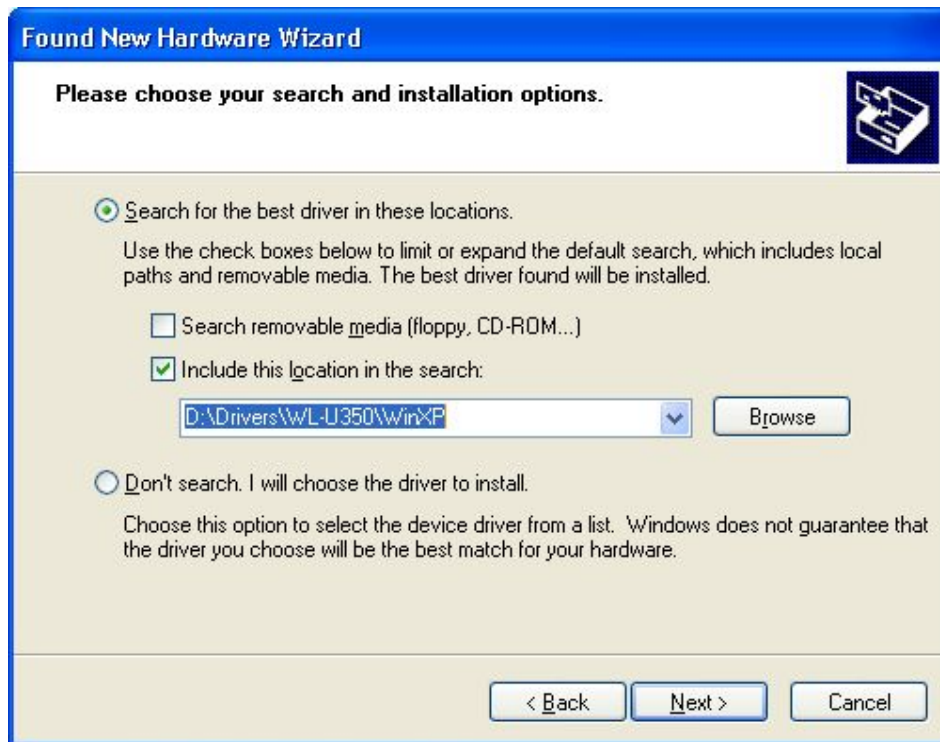 Found New Hardware Wizard
Please choose your search and installation options.
Search for the best driver in these locations.
Use the check boxes below to limit or expand the default search, which includes local
paths and removable media. The best driver found will be installed.
Search removable media (floppy, CD-ROM...)
Include this location in the search:
D:\Drivers\WL-U350\WinXP
Browse
Don't search. I will choose the driver to install.
Choose this option to select the device driver from a list. Windows does not guarantee that
the driver you choose will be the best match for your hardware.
< Back
Next >
Cancel